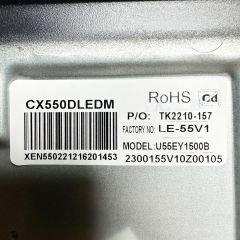 CX550DLEDM
RoHS Cd
P/O: TK2210-157
FACTORY NO: LE-55V1
XEN550221216201453
MODEL:U55EY1500B
2300155V10Z00105